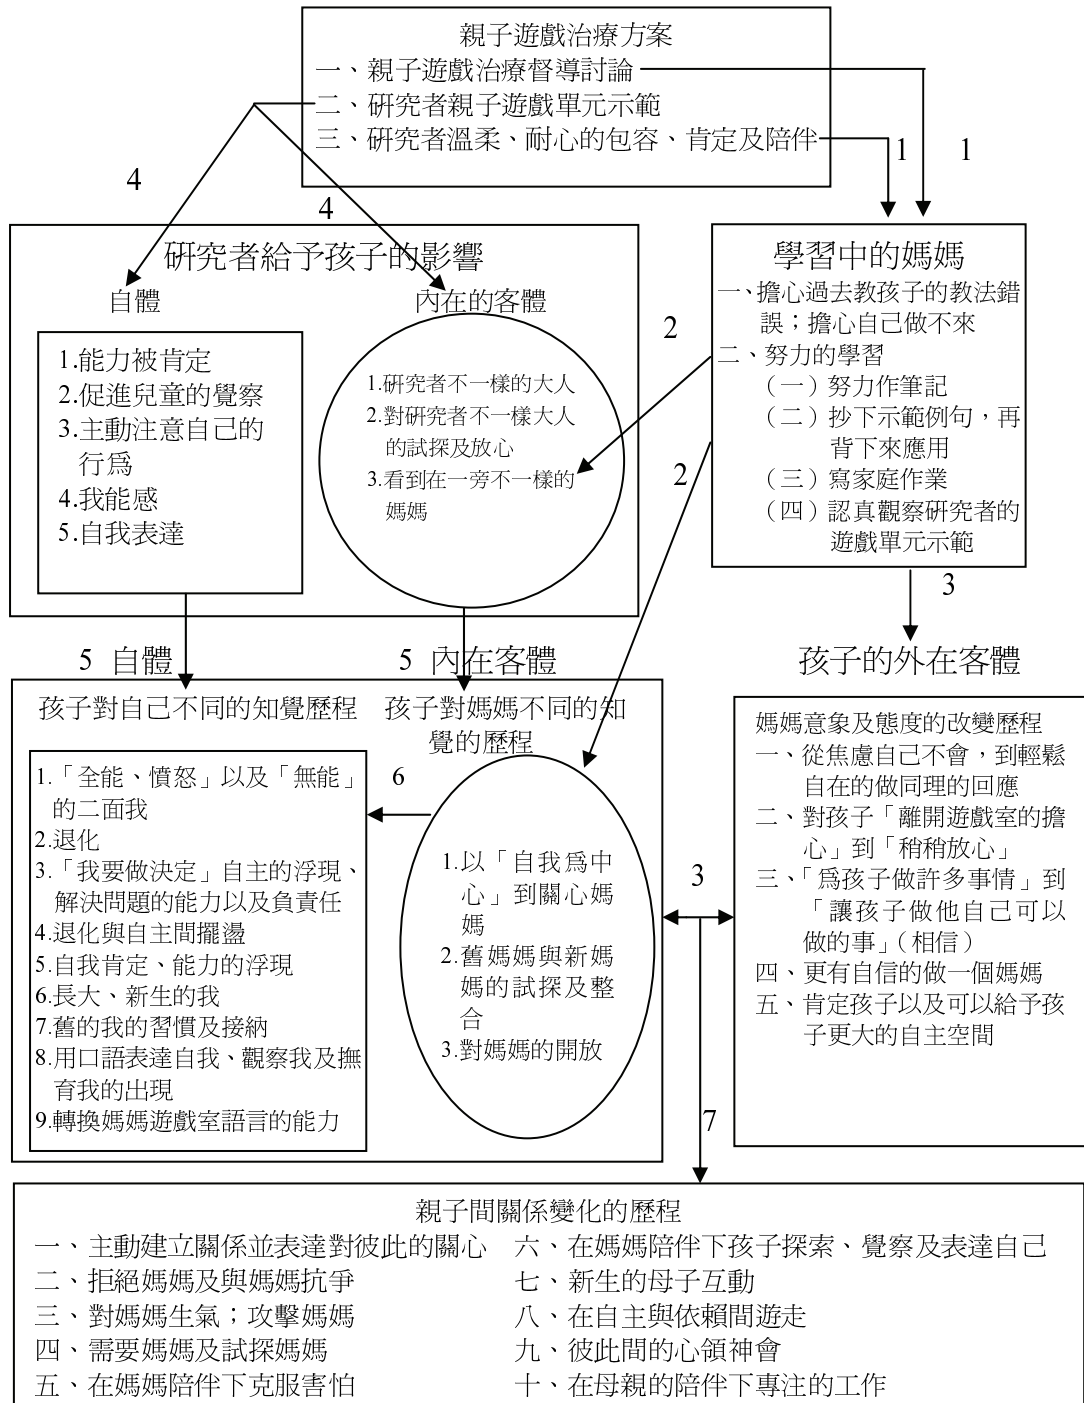 親子遊戲治療方案
一、親子遊戲治療督導討論
二、研究者親子遊戲單元示範
三、研究者溫柔、耐心的包容、肯定及陪伴
1
1
4
4
研究者給予孩子的影響
自體
內在的客體
1.能力被肯定
2.促進兒童的覺察
3.主動注意自己的
行為
4.我能感
5.自我表達
1.研究者不一樣的大人
2.對研究者不一樣大人
的試探及放心
3.看到在一旁不一樣的
媽媽
2
2
學習中的媽媽
一、擔心過去教孩子的教法錯
誤；擔心自己做不來
二、努力的學習
（一）努力作筆記
（二）抄下示範例句，再
背下來應用
（三）寫家庭作業
（四）認真觀察研究者的
遊戲單元示範
3
5 自體
5 內在客體
孩子的外在客體
孩子對自己不同的知覺歷程
孩子對媽媽不同的知
覺的歷程
1.「全能、憤怒」以及「無能」
的二面我
2.退化
3.「我要做決定」自主的浮現、
解決問題的能力以及負責任
4.退化與自主間擺盪
5.自我肯定、能力的浮現
6.長大、新生的我
7.舊的我的習慣及接納
8.用口語表達自我、觀察我及撫
育我的出現
9.轉換媽媽遊戲室語言的能力
6
1.以「自我為中
心」到關心媽
媽
2.舊媽媽與新媽
媽的試探及整
合
3.對媽媽的開放
3
7
媽媽意象及態度的改變歷程
一、從焦慮自己不會，到輕鬆
自在的做同理的回應
二、對孩子「離開遊戲室的擔
心」到「稍稍放心」
三、「為孩子做許多事情」到
「讓孩子做他自己可以
做的事」（相信）
四、更有自信的做一個媽媽
五、肯定孩子以及可以給予孩
子更大的自主空間
親子間關係變化的歷程
一、主動建立關係並表達對彼此的關心
二、拒絕媽媽及與媽媽抗爭
三、對媽媽生氣；攻擊媽媽
四、需要媽媽及試探媽媽
五、在媽媽陪伴下克服害怕
六、在媽媽陪伴下孩子探索、覺察及表達自己
七、新生的母子互動
八、在自主與依賴間遊走
九、彼此間的心領神會
十、在母親的陪伴下專注的工作